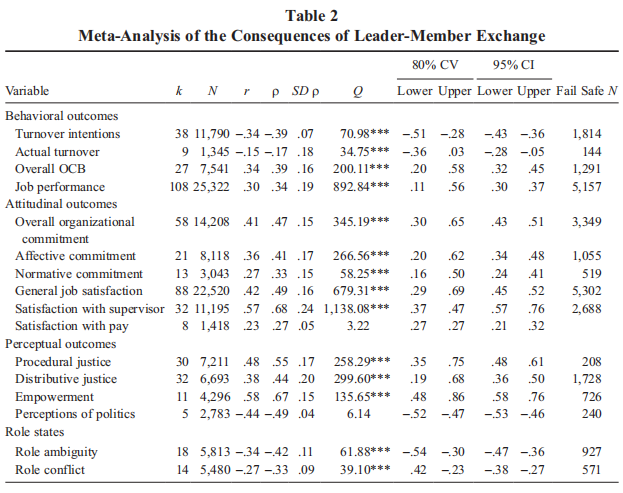 Table 2
Meta-Analysis of the Consequences of Leader-Member Exchange
80% CV 95% CI
Variable k N r ρ SD ρ Q Lower Upper Lower Upper Fail Safe N
Behavioral outcomes
Turnover intentions 38 11,790 −.34 −.39 .07 70.98*** −.51 −.28 −.43 −.36 1,814
Actual turnover 9 1,345 −.15 −.17 .18 34.75*** −.36 .03 −.28 −.05 144
Overall OCB 27 7,541 .34 .39 .16 200.11*** .20 .58 .32 .45 1,291
Job performance 108 25,322 .30 .34 .19 892.84*** .11 .56 .30 .37 5,157
Attitudinal outcomes
Overall organizational 58 14,208 .41 .47 .15 345.19*** .30 .65 .43 .51 3,349
commitment
Affective commitment 21 8,118 .36 .41 .17 266.56*** .20 .62 .34 .48 1,055
Normative commitment 13 3,043 .27 .33 .15 58.25*** .16 .50 .24 .41 519
General job satisfaction 88 22,520 .42 .49 .16 679.31*** .29 .69 .45 .52 5,302
Satisfaction with supervisor 32 11,195 .57 .68 .24 1,138.08*** .37 .47 .57 .76 2,688
Satisfaction with pay 8 1,418 .23 .27 .05 3.22 .27 .27 .21 .32
Perceptual outcomes
Procedural justice 30 7,211 .48 .55 .17 258.29*** .35 .75 .48 .61 208
Distributive justice 32 6,693 .38 .44 .20 299.60*** .19 .68 .36 .50 1,728
Empowerment 11 4,296 .58 .67 .15 135.65*** .48 .86 .58 .76 726
Perceptions of politics 5 2,783 −.44 −.49 .04 6.14 −.52 −.47 −.53 −.46 240
Role states
Role ambiguity 18 5,813 −.34 −.42 .11 61.88*** −.54 −.30 −.47 −.36 927
Role conflict 14 5,480 −.27 −.33 .09 39.10*** .42 −.23 −.38 −.27 571